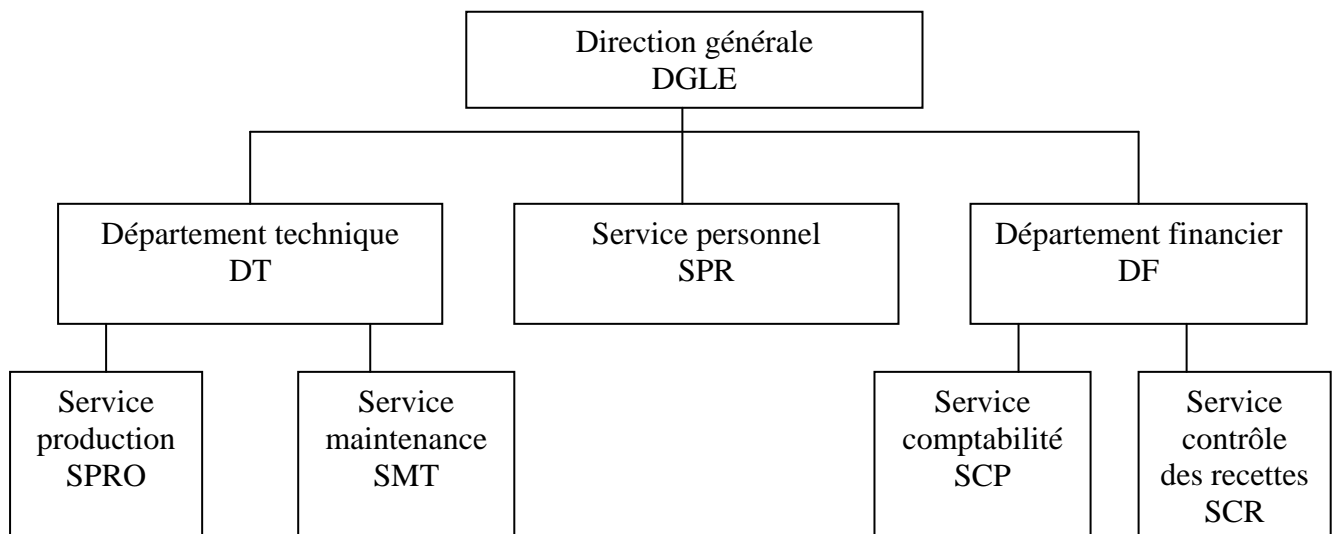 Direction générale
DGLE
Département technique
DT
Service personnel
SPR
Département financier
DF
Service
production
SPRO
Service
maintenance
SMT
Service
comptabilité
SCP
Service
contrôle
des recettes
SCR